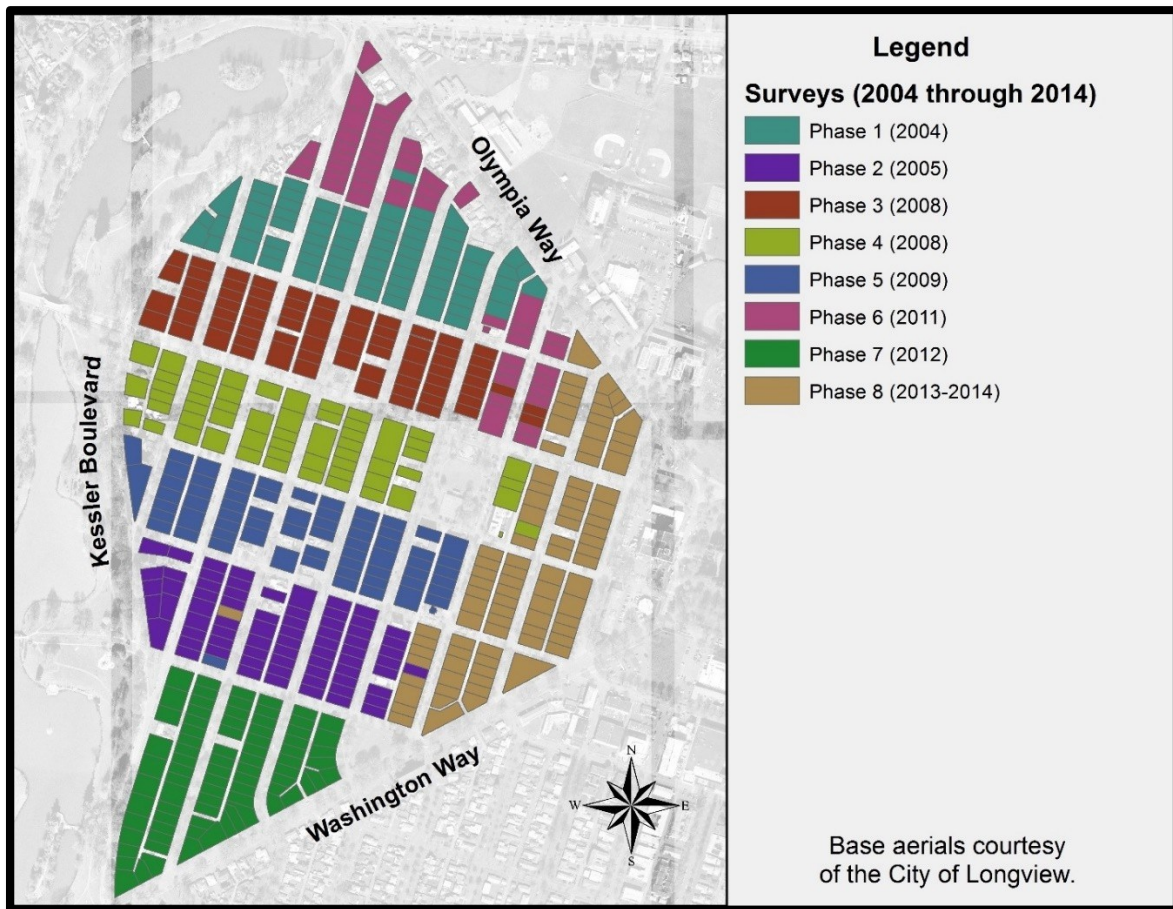 Olympia Way
Kessler Boulevard
Washington Way
N
W
E
S
Legend
Surveys (2004 through 2014)
Phase 1 (2004)
Phase 2 (2005)
Phase 3 (2008)
Phase 4 (2008)
Phase 5 (2009)
Phase 6 (2011)
Phase 7 (2012)
Phase 8 (2013-2014)
Base aerials courtesy
of the City of Longview.